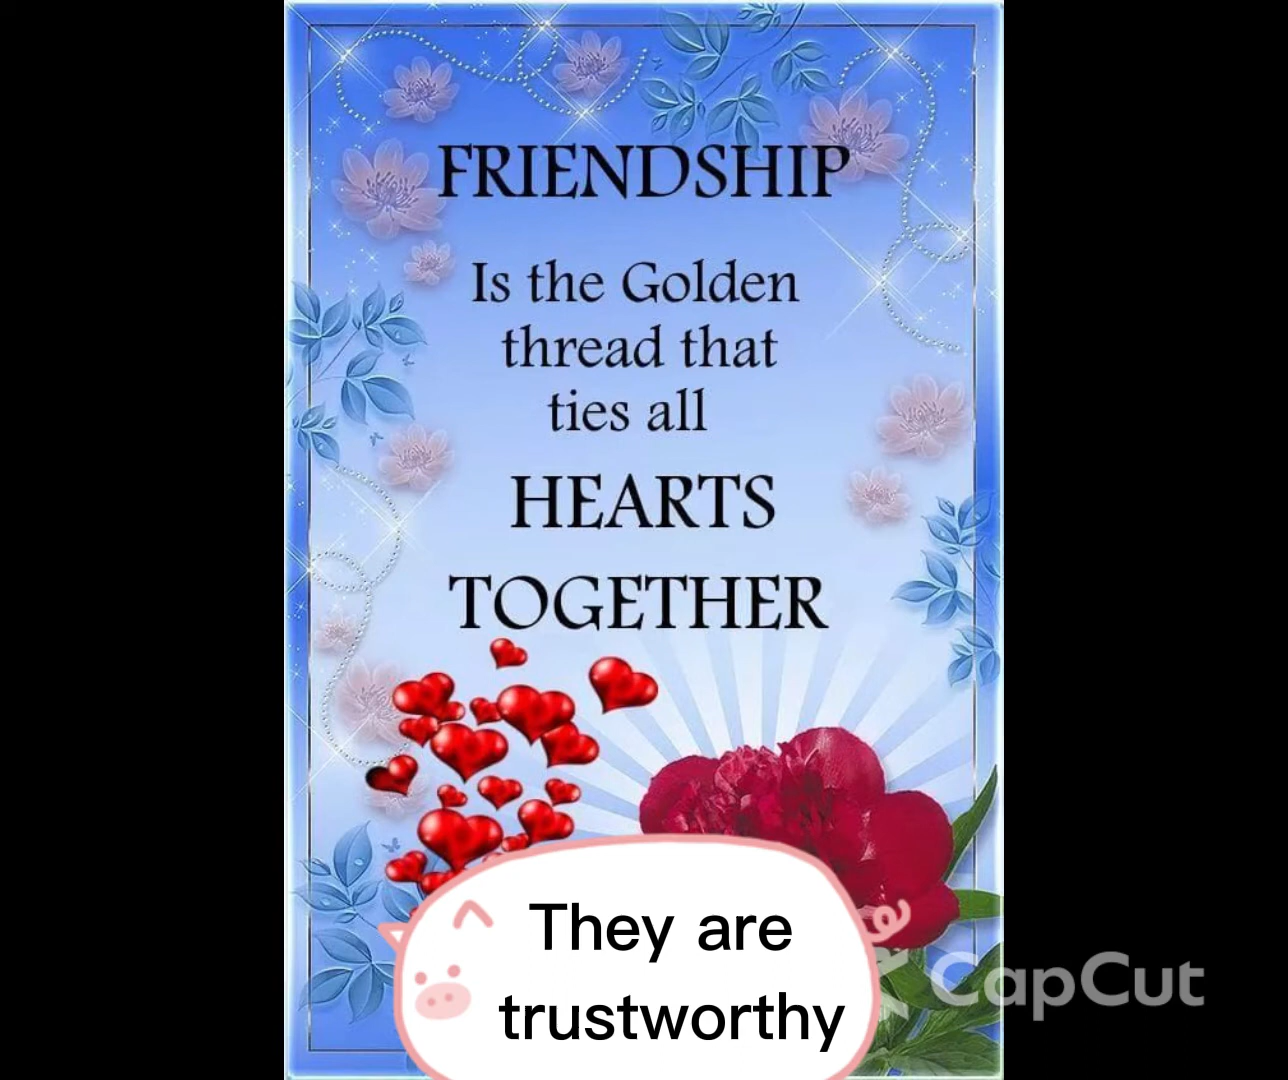 FRIENDSHIP
Is the Golden
thread that
ties all
HEARTS
TOGETHER
They are
trustworthy
CapCut